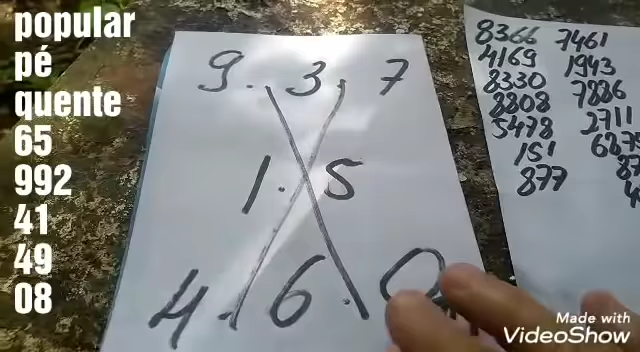 popular
pé
quente
65
992
41
49
08
9. 3. 7
1. 5
4. 6. 0
8366 7461
4169 1943
8330 7886
8808 2711
5478
151
877
Made with
VideoShow